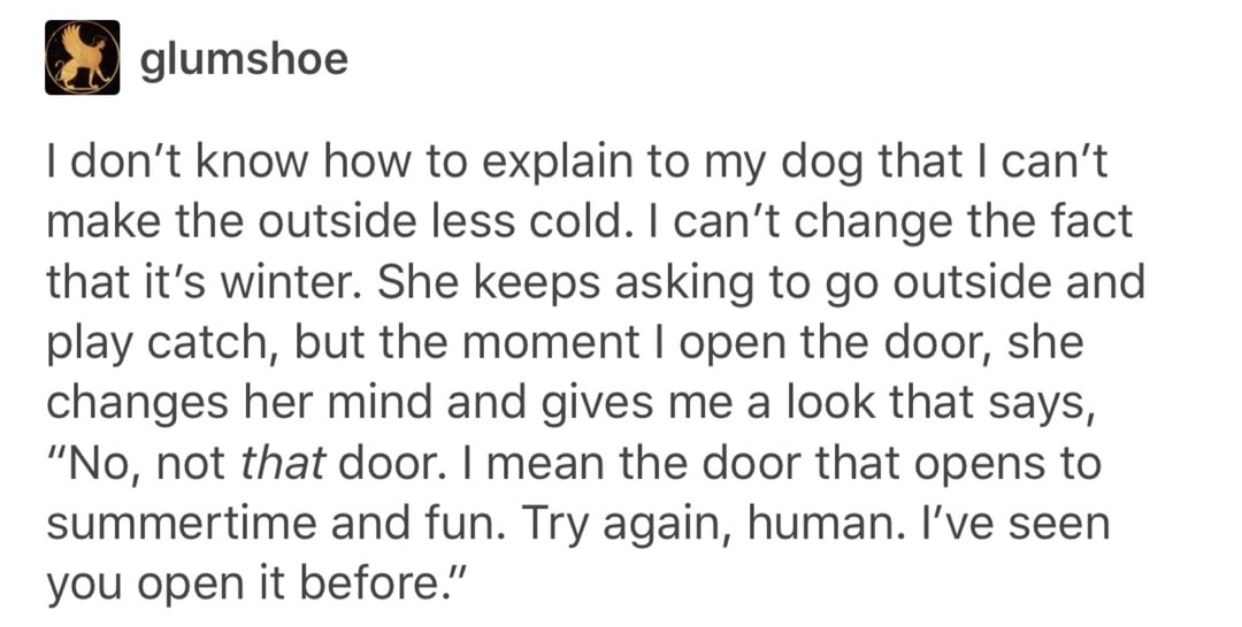 glumshoe
I don’t know how to explain to my dog that I can’t
make the outside less cold. I can’t change the fact
that it’s winter. She keeps asking to go outside and
play catch, but the moment I open the door, she
changes her mind and gives me a look that says,
“No, not that door. I mean the door that opens to
summertime and fun. Try again, human. I’ve seen
you open it before.”